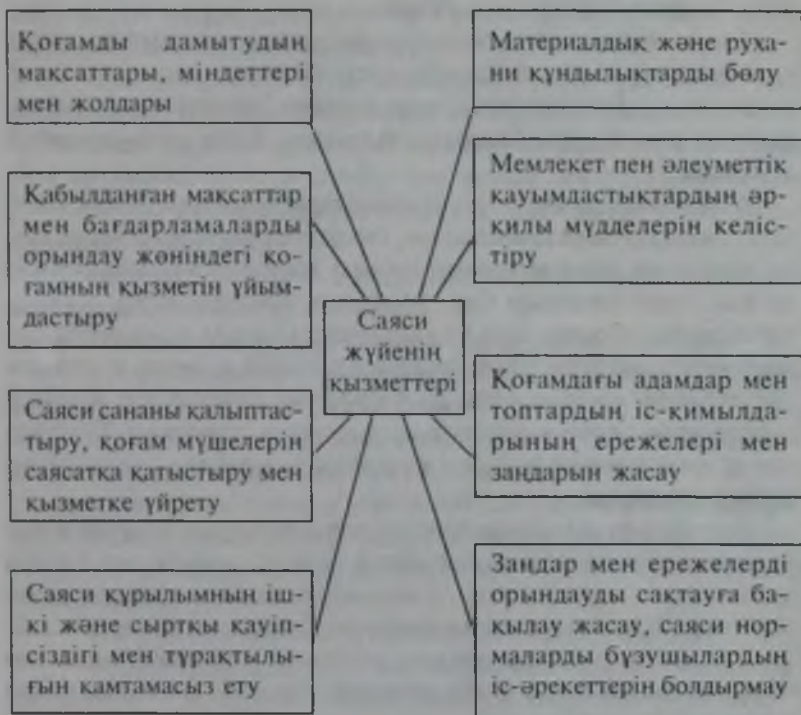 Қоғамды дамытудың
мақсаттары, міндеттері
мен жолдары
Материалдық және руха-
ни құндылықтарды бөлу
Қабылданған мақсаттар
мен бағдарламаларды
орындау жөніндегі қо-
ғамның қызметін ұйым-
дастыру
Мемлекет пен әлеуметтік
қауымдастықтардың әр-
қилы мүдделерін келіс-
тіру
Саяси
жүйенің
қызметтері
Саяси сананы қалыптас-
тыру, қоғам мүшелерін
саясатқа қатыстыру мен
қызметке үйрету
Қоғамдағы адамдар мен
топтардың іс-қимылда-
рының ережелері мен
заңдарын жасау
Саяси құрылымның іш-
кі және сыртқы қауіп-
сіздігі мен тұрақтылы-
ғын қамтамасыз ету
Заңдар мен ережелерді
орындауды сақтауға ба-
қылау жасау, саяси нор-
маларды бұзушылардың
іс-әрекеттерін болдырмау